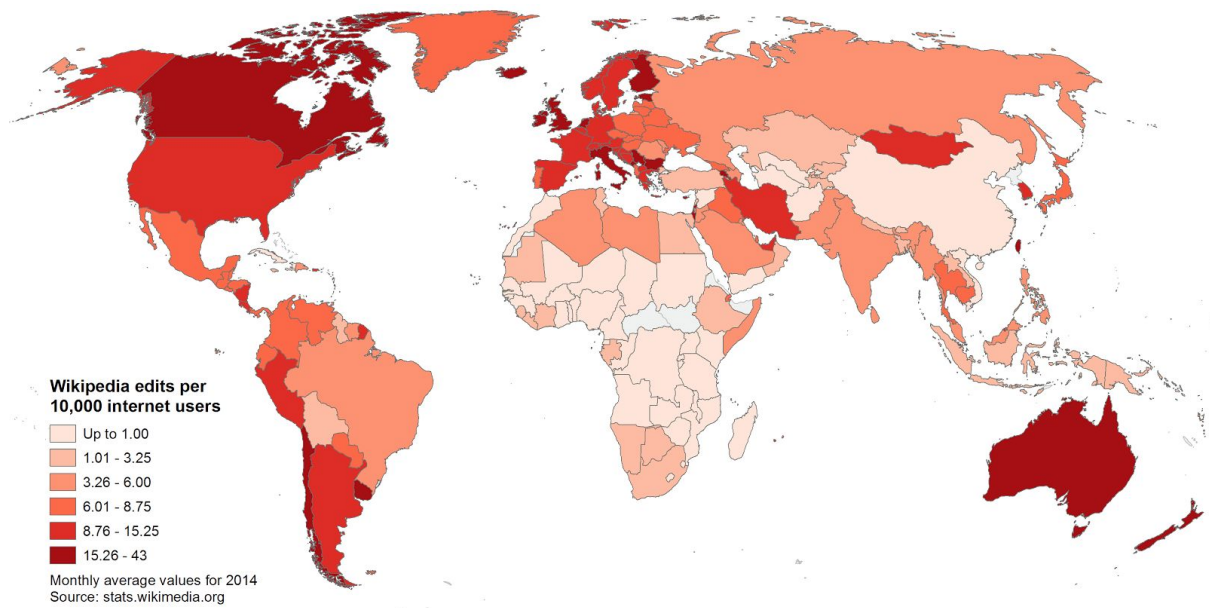 Wikipedia edits per
10,000 internet users
Up to 1.00
1.01 - 3.25
3.26 - 6.00
6.01 - 8.75
8.76 - 15.25
15.26 - 43
Monthly average values for 2014
Source: stats.wikimedia.org